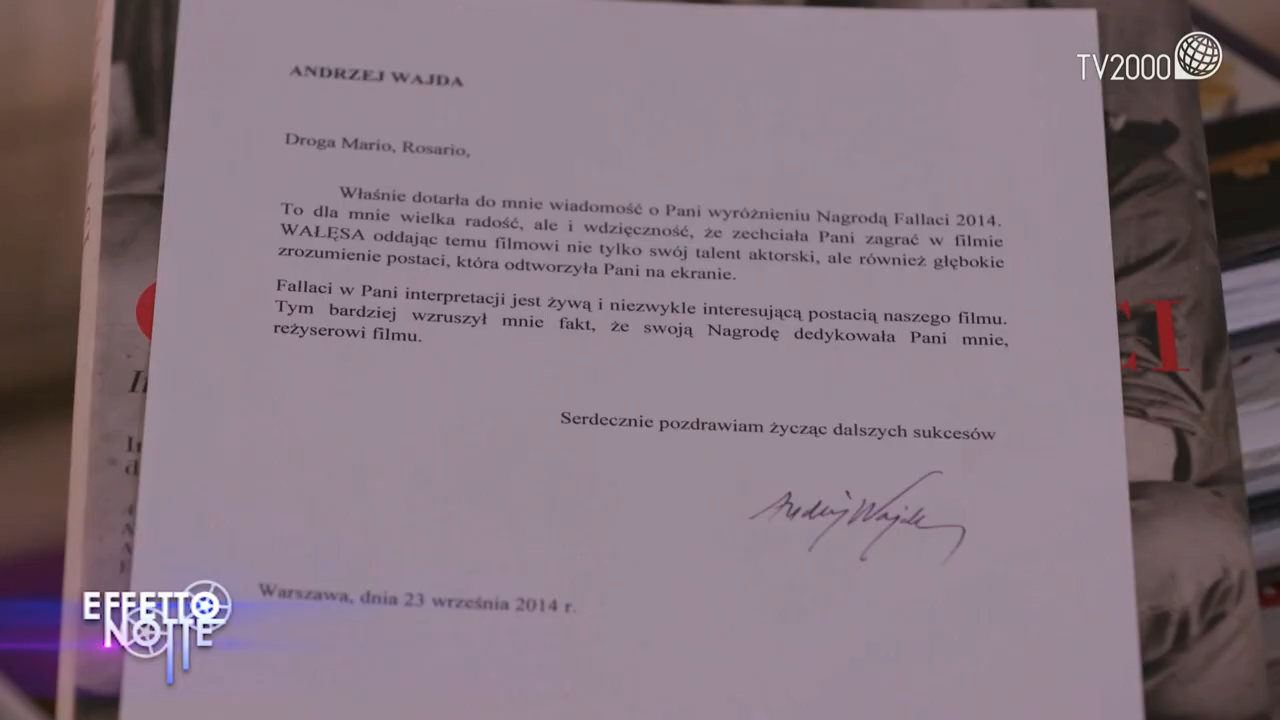 TV2000
ANDRZEJ WAJDA
Droga Mario, Rosario,
Właśnie dotarła do mnie wiadomość o Pani wyróżnieniu Nagrodą Fallaci 2014.
To dla mnie wielka radość, ale i wdzięczność, że zechciała Pani zagrać w filmie
WAŁĘSA oddając temu filmowi nie tylko swój talent aktorski, ale również głębokie
zrozumienie postaci, która odtworzyła Pani na ekranie.
Fallaci w Pani interpretacji jest żywą i niezwykle interesującą postacią naszego filmu.
Tym bardziej wzruszył mnie fakt, że swoją Nagrodę dedykowała Pani mnie,
reżyserowi filmu.
Serdecznie pozdrawiam życząc dalszych sukcesów
Andrzej Wajda
Warszawa, dnia 23 września 2014 r.
EFFETTO
NOTTE
CI